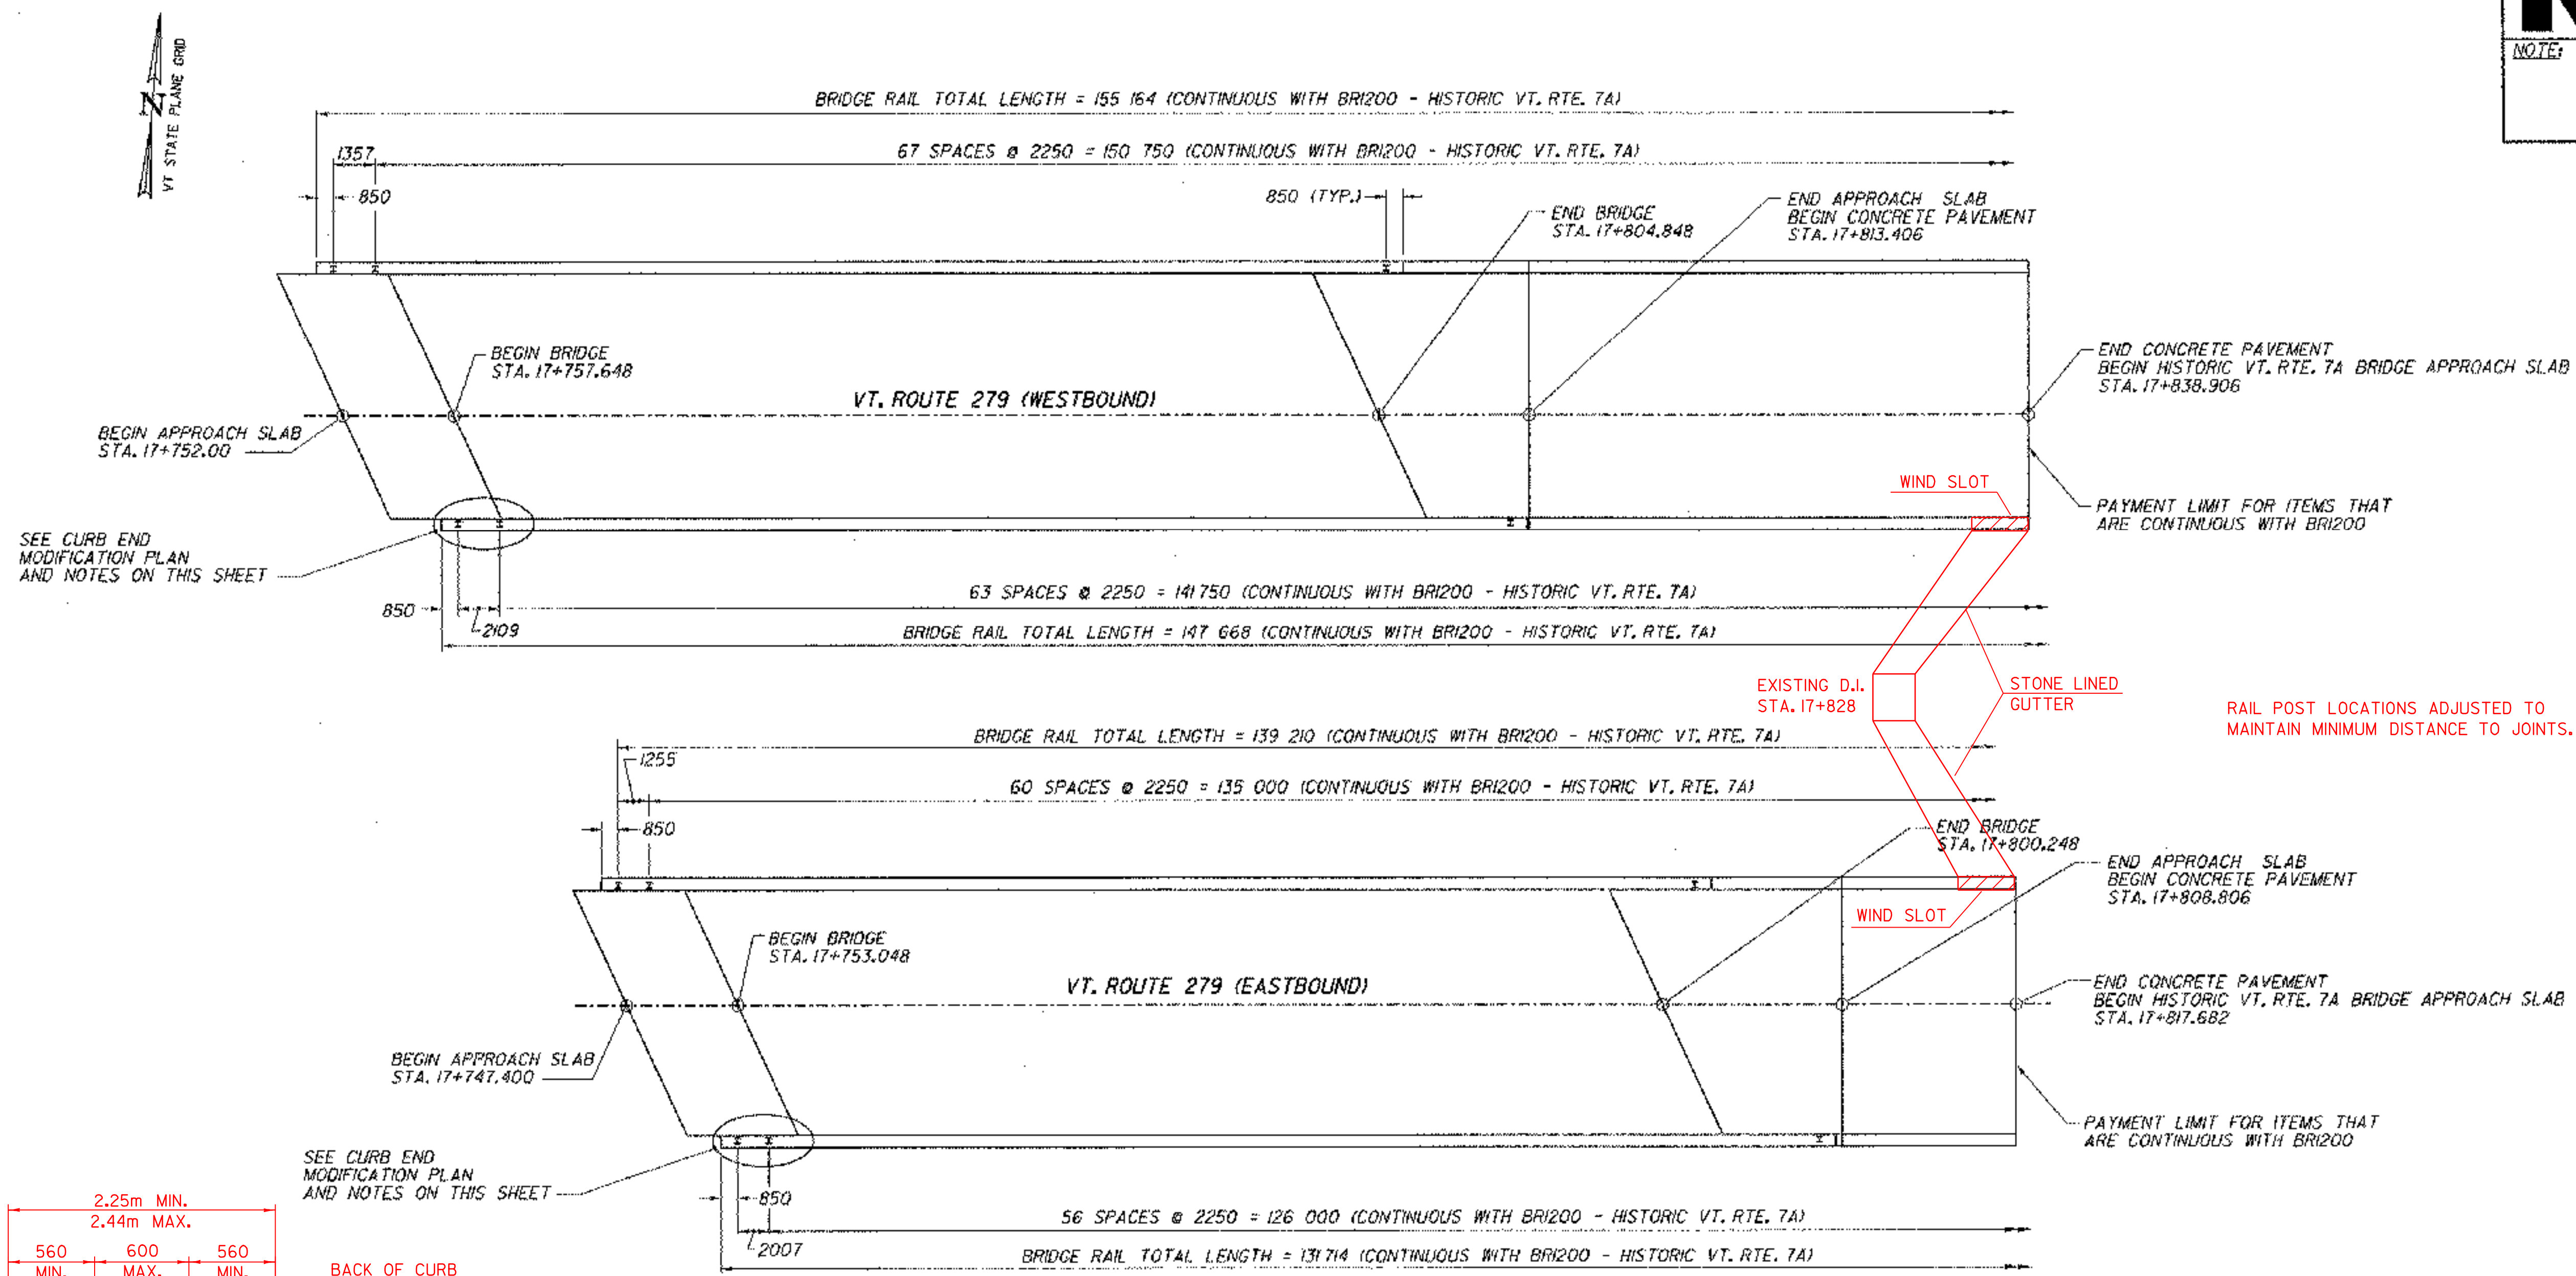 VT STATE PLANE GRID
N
NOTE:
BRIDGE RAIL TOTAL LENGTH = 155 164 (CONTINUOUS WITH BR1200 - HISTORIC VT. RTE. 7A)
1357
67 SPACES @ 2250 = 150 750 (CONTINUOUS WITH BR1200 - HISTORIC VT. RTE. 7A)
850
850 (TYP.)
END BRIDGE
STA. 17+804.848
END APPROACH SLAB
BEGIN CONCRETE PAVEMENT
STA. 17+813.406
BEGIN BRIDGE
STA. 17+757.648
VT. ROUTE 279 (WESTBOUND)
END CONCRETE PAVEMENT
BEGIN HISTORIC VT. RTE. 7A BRIDGE APPROACH SLAB
STA. 17+838.906
BEGIN APPROACH SLAB
STA. 17+752.00
WIND SLOT
PAYMENT LIMIT FOR ITEMS THAT
ARE CONTINUOUS WITH BR1200
SEE CURB END
MODIFICATION PLAN
AND NOTES ON THIS SHEET
63 SPACES @ 2250 = 141 750 (CONTINUOUS WITH BR1200 - HISTORIC VT. RTE. 7A)
850
2109
BRIDGE RAIL TOTAL LENGTH = 147 668 (CONTINUOUS WITH BR1200 - HISTORIC VT. RTE. 7A)
EXISTING D.I.
STA. 17+828
STONE LINED
GUTTER
RAIL POST LOCATIONS ADJUSTED TO
MAINTAIN MINIMUM DISTANCE TO JOINTS.
BRIDGE RAIL TOTAL LENGTH = 139 210 (CONTINUOUS WITH BR1200 - HISTORIC VT. RTE. 7A)
1255
60 SPACES @ 2250 = 135 000 (CONTINUOUS WITH BR1200 - HISTORIC VT. RTE. 7A)
850
END BRIDGE
STA. 17+800.248
END APPROACH SLAB
BEGIN CONCRETE PAVEMENT
STA. 17+808.806
WIND SLOT
BEGIN BRIDGE
STA. 17+753.048
VT. ROUTE 279 (EASTBOUND)
END CONCRETE PAVEMENT
BEGIN HISTORIC VT. RTE. 7A BRIDGE APPROACH SLAB
STA. 17+817.682
BEGIN APPROACH SLAB
STA. 17+747.400
PAYMENT LIMIT FOR ITEMS THAT
ARE CONTINUOUS WITH BR1200
SEE CURB END
MODIFICATION PLAN
AND NOTES ON THIS SHEET
850
56 SPACES @ 2250 = 126 000 (CONTINUOUS WITH BR1200 - HISTORIC VT. RTE. 7A)
2007
BRIDGE RAIL TOTAL LENGTH = 131 714 (CONTINUOUS WITH BR1200 - HISTORIC VT. RTE. 7A)
2.25m MIN.
2.44m MAX.
560 600 560
MIN. MAX. MIN.
BACK OF CURB